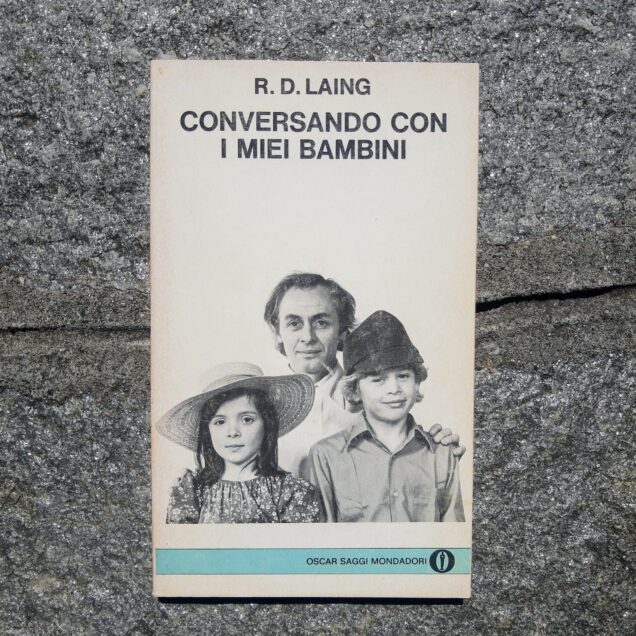 R. D. LAING
CONVERSANDO CON
I MIEI BAMBINI
OSCAR SAGGI MONDADORI